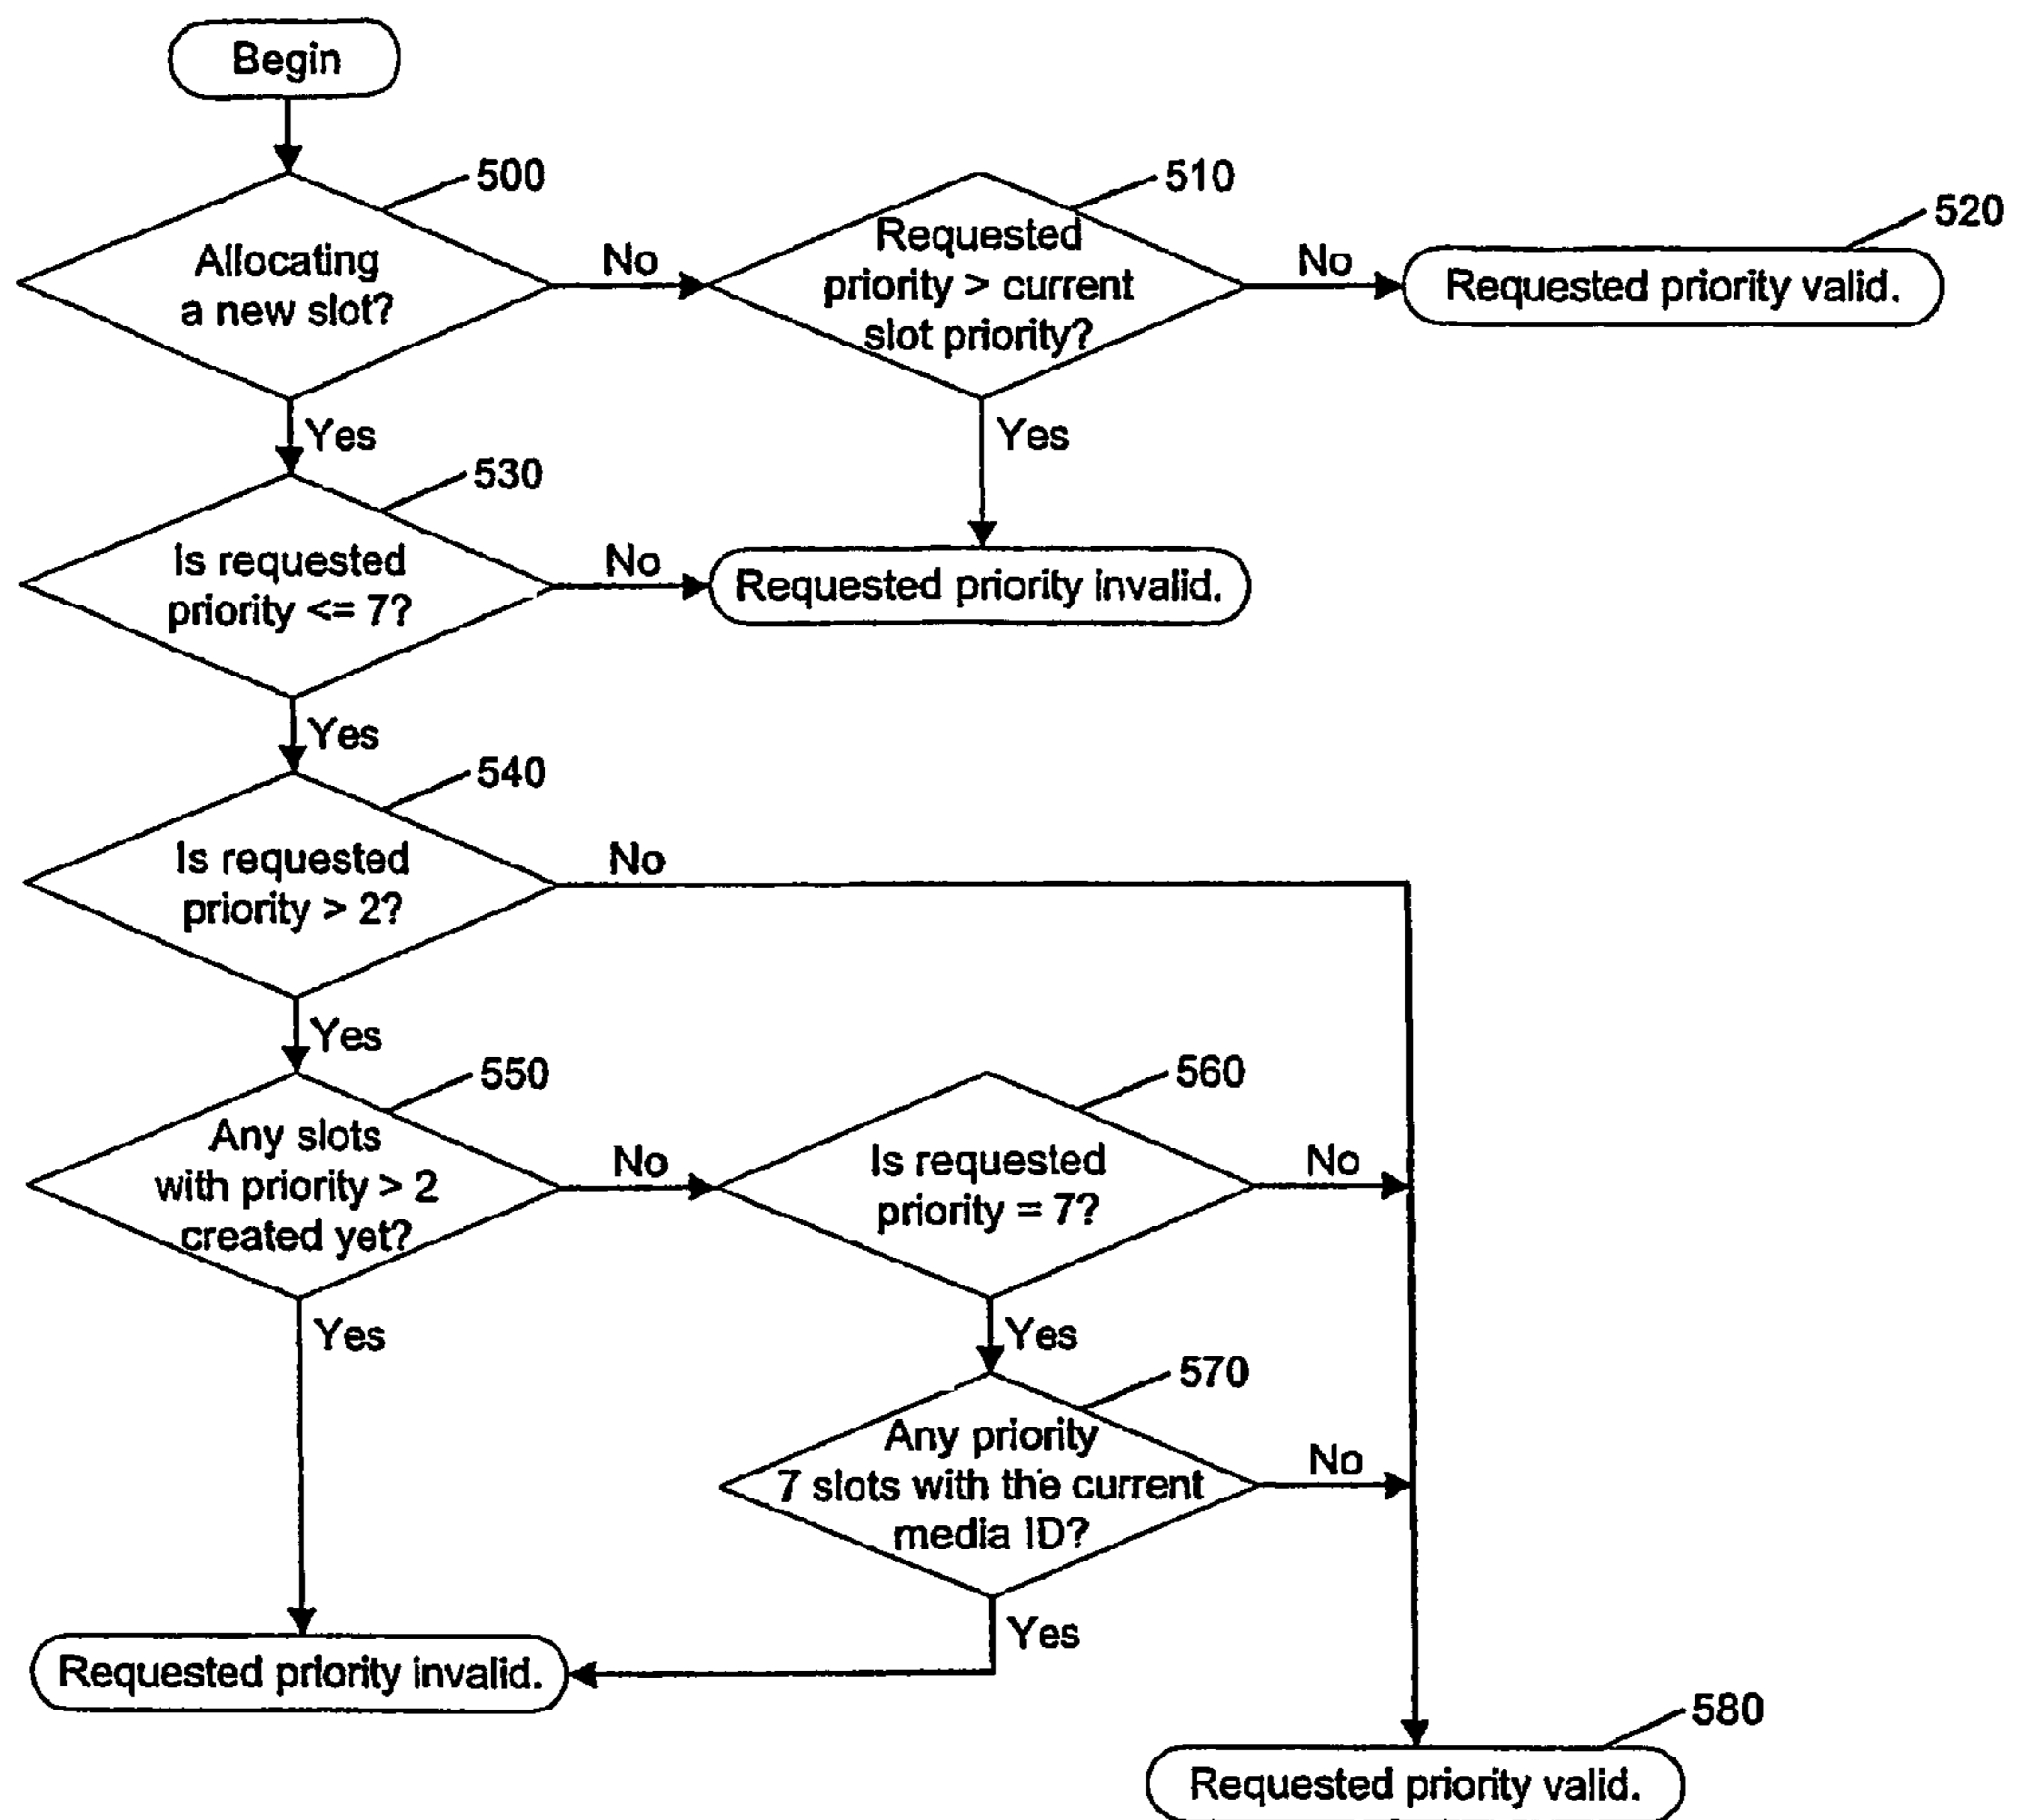 Begin
500
Allocating
a new slot?
No
510
Requested
priority > current
slot priority?
No
520
Requested priority valid.
Yes
Yes
530
Is requested
priority <= 7?
No
Requested priority invalid.
Yes
540
Is requested
priority > 2?
No
Yes
550
Any slots
with priority > 2
created yet?
No
560
Is requested
priority = 7?
No
Yes
Yes
570
Any priority
7 slots with the current
media ID?
No
Yes
Requested priority invalid.
580
Requested priority valid.